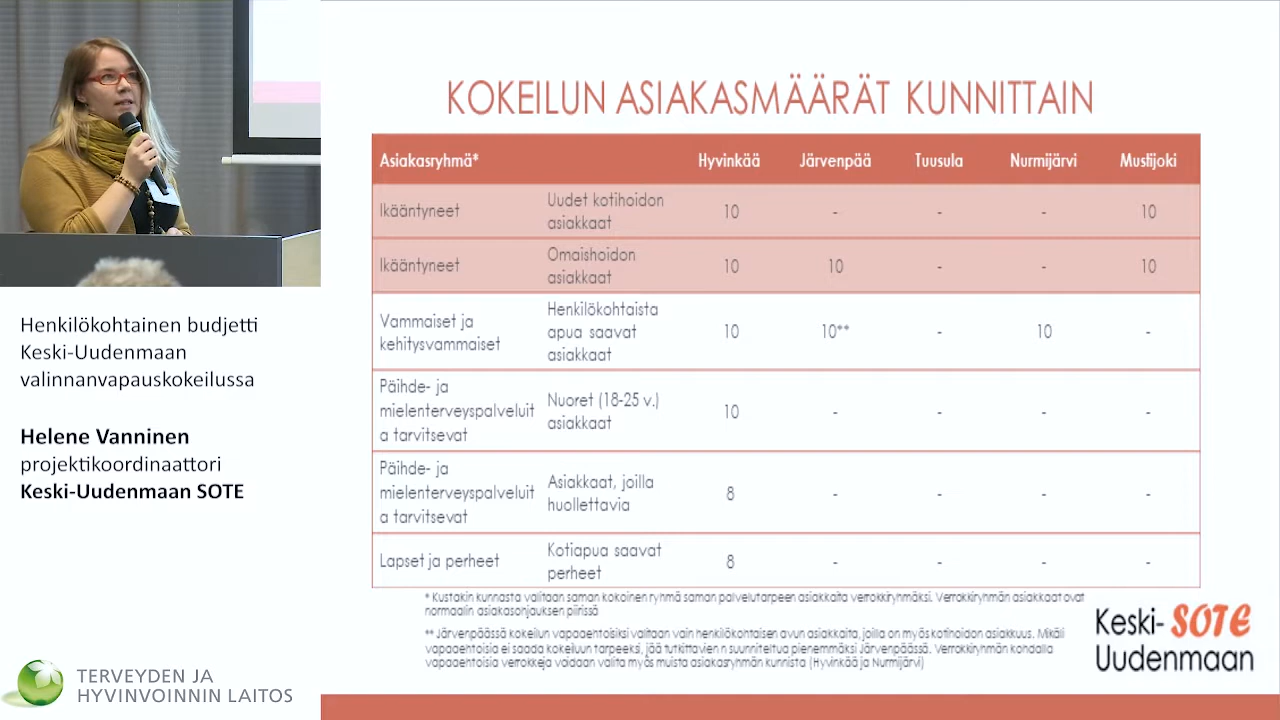 KOKEILUN ASIAKASMÄÄRÄT KUNNITTAIN
Asiakasryhmä* Hyvinkää Järvenpää Tuusula Nurmijärvi Mustijoki
Ikääntyneet Uudet kotihoidon asiakkaat 10 - - - 10
Ikääntyneet Omaishoidon asiakkaat 10 10 - - 10
Vammaiset ja kehitysvammaiset Henkilökohtaista apua saavat asiakkaat 10 10** - 10 -
Päihde- ja mielenterveyspalveluit a tarvitsevat Nuoret (18-25 v.) asiakkaat 10 - - - -
Päihde- ja mielenterveyspalveluit a tarvitsevat Asiakkaat, joilla huollettavia 8 - - - -
Lapset ja perheet Kotiapua saavat perheet 8 - - - -
* Kustakin kunnasta valitaan saman kokoinen ryhmä saman palvelutarpeen asiakkaita verrokkiryhmäksi. Verrokkiryhmän asiakkaat ovat
normaalin asiakasohjauksen piirissä
** Järvenpäässä kokeilun vapaaehtoisiksi valitaan vain henkilökohtaisen avun asiakkaita, joilla on myös kotihoidon asiakkuus. Mikäli
vapaaehtoisia ei saada kokeiluun tarpeeksi, jää tutkittavien n suunniteltua pienemmäksi Järvenpäässä. Verrokkiryhmän kohdalla
vapaaehtoisia verrokkeja voidaan valita myös muista asiakasryhmän kunnista (Hyvinkää ja Nurmijärvi)
Keski- SOTE
Uudenmaan
Henkilökohtainen budjetti
Keski-Uudenmaan
valinnanvapauskokeilussa
Helene Vanninen
projektikoordinaattori
Keski-Uudenmaan SOTE
TERVEYDEN JA
HYVINVOINNIN LAITOS